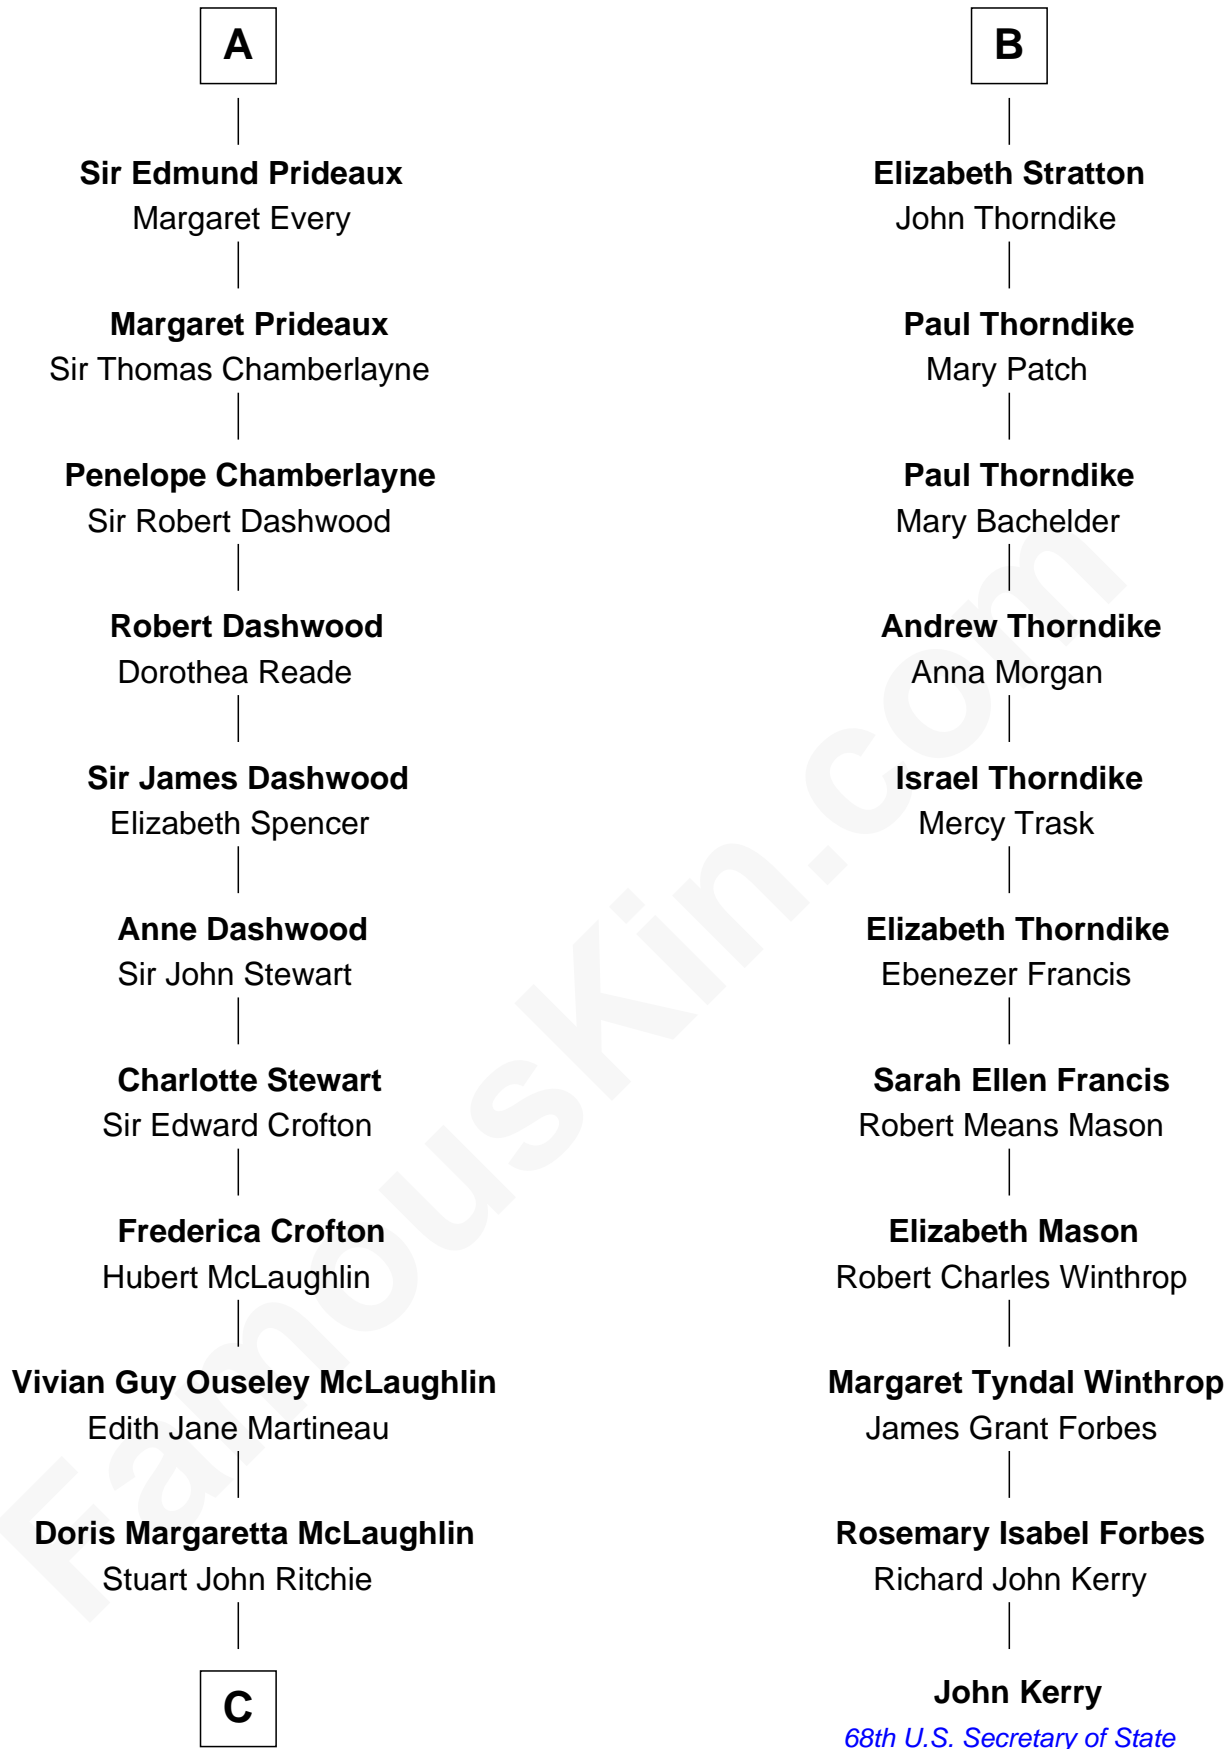 A
Sir Edmund Prideaux
Margaret Every
Margaret Prideaux
Sir Thomas Chamberlayne
Penelope Chamberlayne
Sir Robert Dashwood
Robert Dashwood
Dorothea Reade
Sir James Dashwood
Elizabeth Spencer
Anne Dashwood
Sir John Stewart
Charlotte Stewart
Sir Edward Crofton
Frederica Crofton
Hubert McLaughlin
Vivian Guy Ouseley McLaughlin
Edith Jane Martineau
Doris Margaretta McLaughlin
Stuart John Ritchie
C
B
Elizabeth Stratton
John Thorndike
Paul Thorndike
Mary Patch
Paul Thorndike
Mary Bachelder
Andrew Thorndike
Anna Morgan
Israel Thorndike
Mercy Trask
Elizabeth Thorndike
Ebenezer Francis
Sarah Ellen Francis
Robert Means Mason
Elizabeth Mason
Robert Charles Winthrop
Margaret Tyndal Winthrop
James Grant Forbes
Rosemary Isabel Forbes
Richard John Kerry
John Kerry
68th U.S. Secretary of State
FamousKin.com